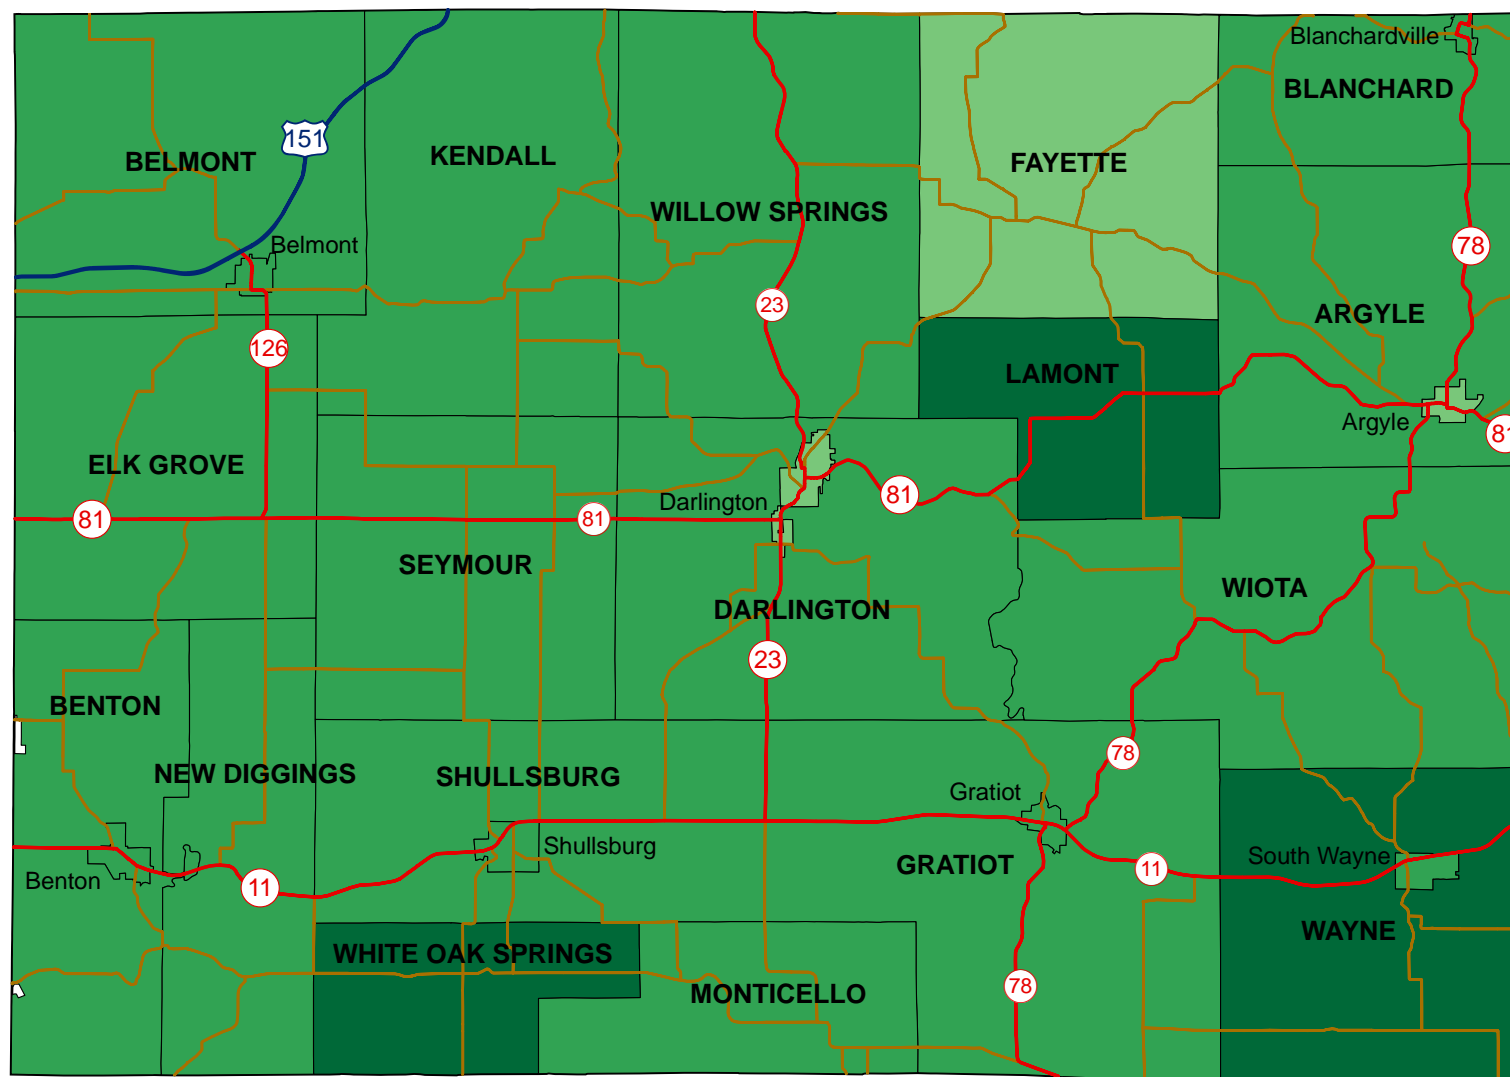 Blanchardville
BLANCHARD
151
BELMONT
KENDALL
FAYETTE
WILLOW SPRINGS
Belmont
78
23
ARGYLE
126
LAMONT
Argyle
81
ELK GROVE
81
81
81
Darlington
SEYMOUR
WIOTA
DARLINGTON
23
BENTON
78
NEW DIGGINGS
SHULLSBURG
Gratiot
Shullsburg
South Wayne
GRATIOT
11
Benton
11
WAYNE
WHITE OAK SPRINGS
78
MONTICELLO